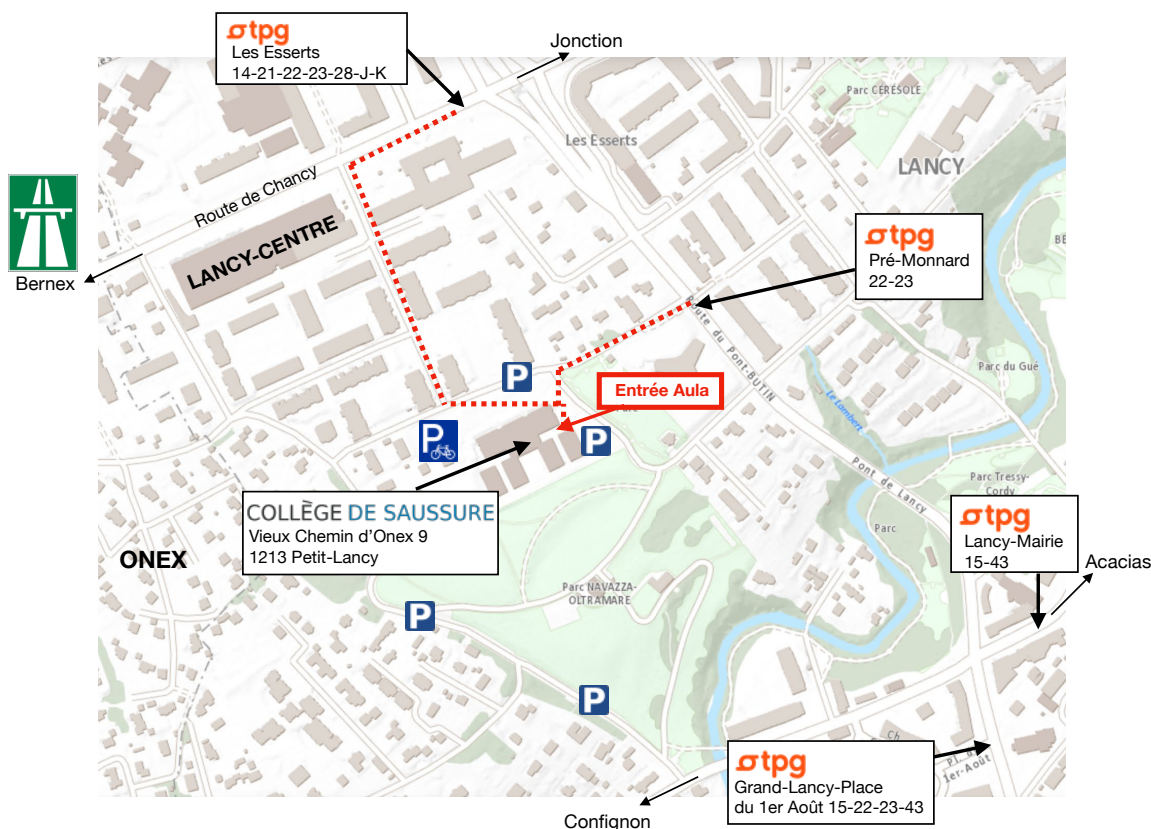 tpg
Les Esserts
14-21-22-23-28-J-K
Jonction
Parc CÉRÉSOLE
Les Esserts
LANCY
Route de Chancy
LANCY-CENTRE
Bernex
tpg
Pré-Monnard
22-23
Route du Pont-BUTIN
Parc du Gué
P
Entrée Aula
Le Lambert
P
P
Pont de Lancy
Parc Tressy-
Cordy
COLLÈGE DE SAUSSURE
Vieux Chemin d'Onex 9
1213 Petit-Lancy
tpg
Lancy-Mairie
15-43
Parc
Acacias
ONEX
Parc NAVAZZA-
OLTRAMARE
P
P
tpg
Grand-Lancy-Place
du 1er Août 15-22-23-43
1er-Août
Confignon